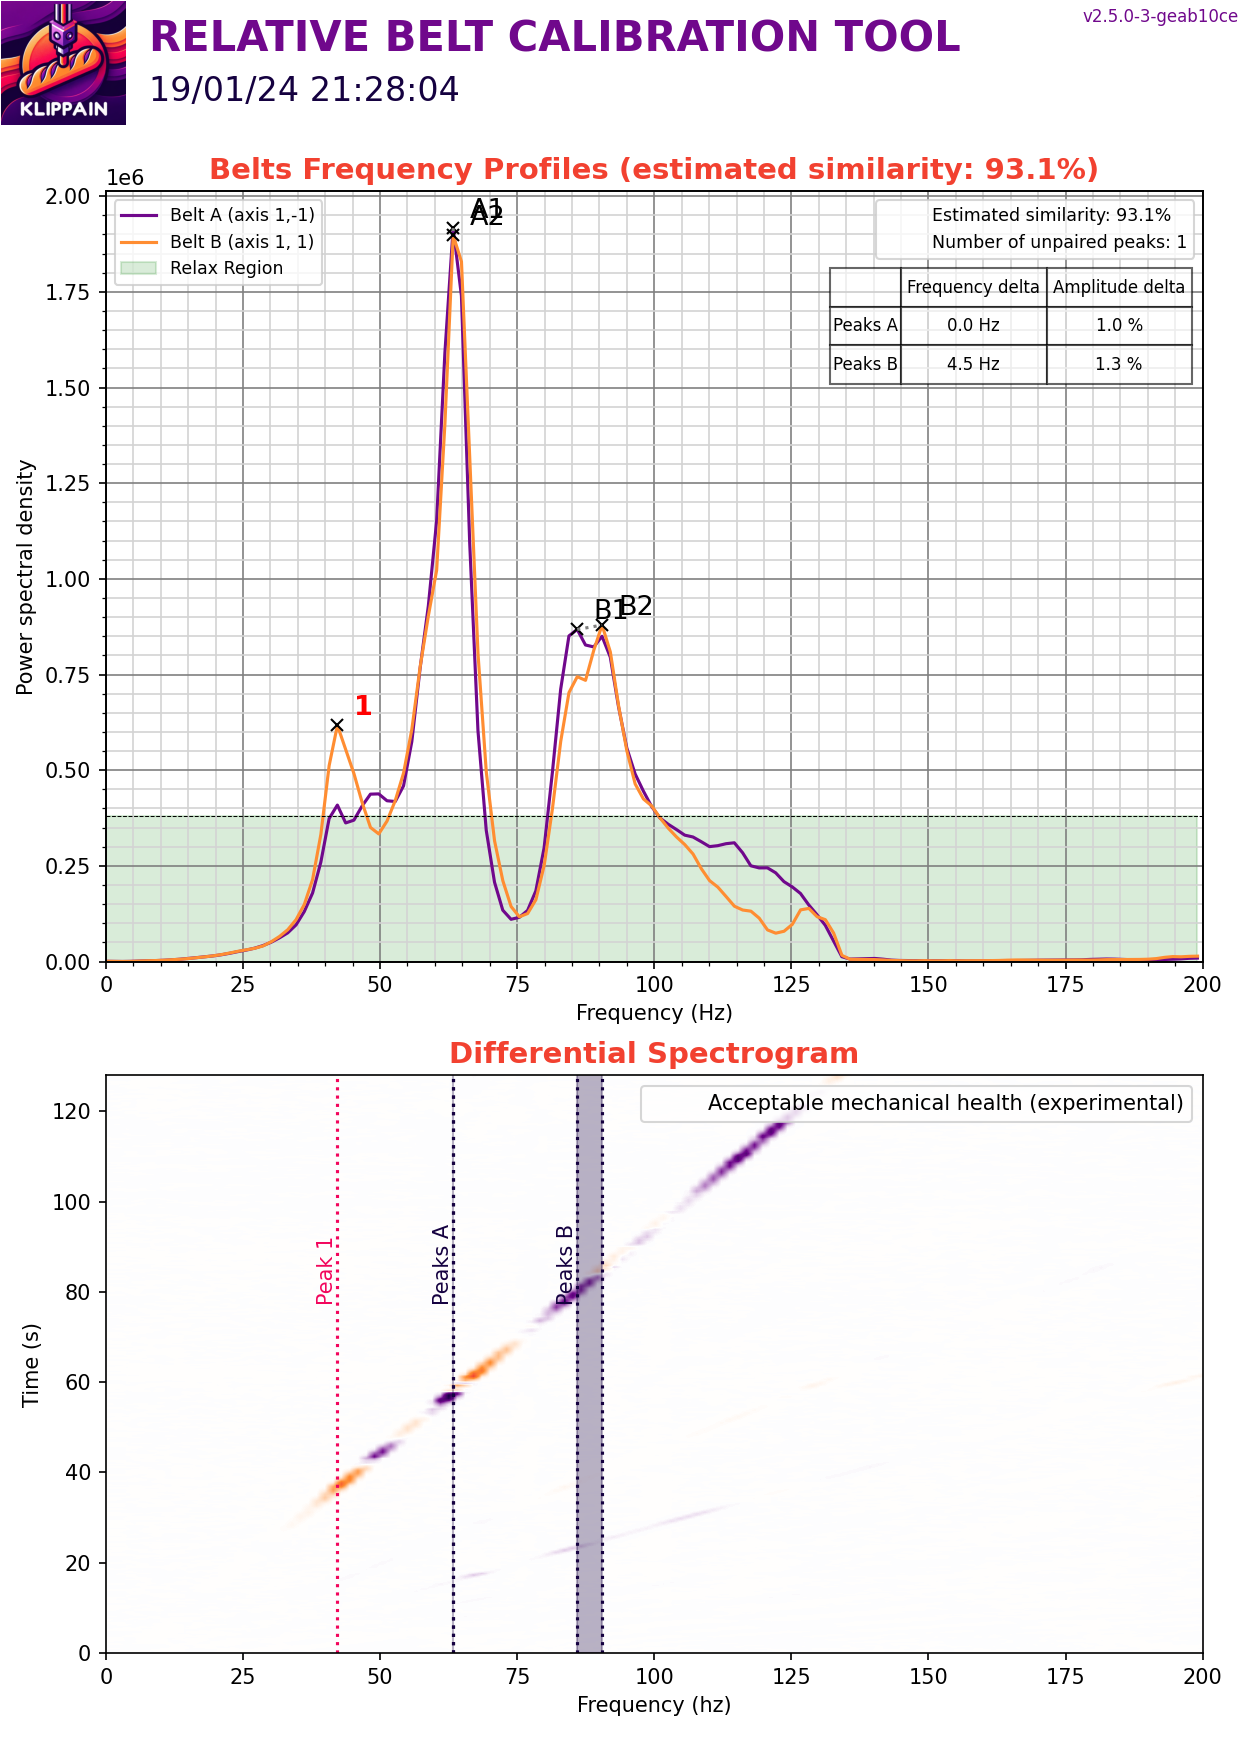 v2.5.0-3-geab10ce
RELATIVE BELT CALIBRATION TOOL
19/01/24 21:28:04
KLIPPAIN
Belts Frequency Profiles (estimated similarity: 93.1%)
1e6
Belt A (axis 1,-1)
Belt B (axis 1, 1)
Relax Region
A1
A2
Estimated similarity: 93.1%
Number of unpaired peaks: 1
Frequency delta Amplitude delta
Peaks A 0.0 Hz 1.0 %
Peaks B 4.5 Hz 1.3 %
B1 B2
1
Power spectral density
2.00
1.75
1.50
1.25
1.00
0.75
0.50
0.25
0.00
0 25 50 75 100 125 150 175 200
Frequency (Hz)
Differential Spectrogram
Acceptable mechanical health (experimental)
Peak 1
Peaks A
Peaks B
Time (s)
120
100
80
60
40
20
0
0 25 50 75 100 125 150 175 200
Frequency (hz)